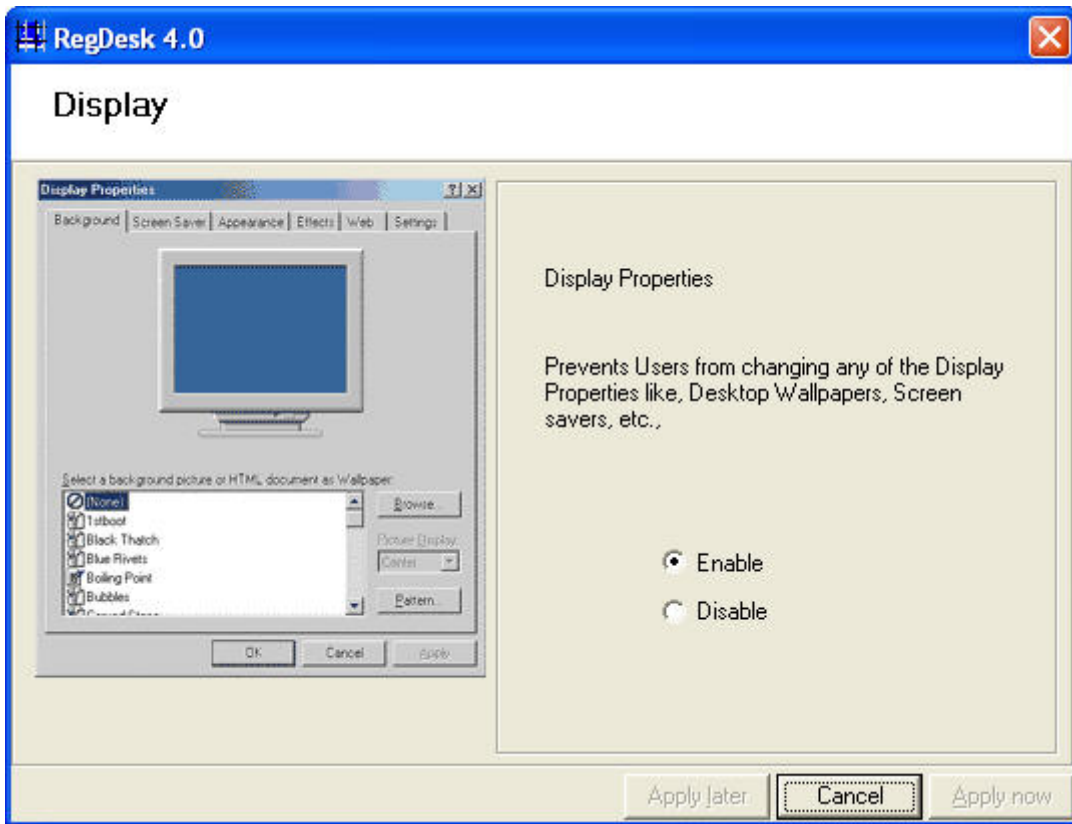 RegDesk 4.0
Display
Display Properties
Background Screen Saver Appearance Effects Web Settings
Select a background picture or HTML document as Wallpaper:
(None)
1stboot
Browse...
Black Thatch
Picture Display:
Blue Rivets
Center
Boiling Point
Bubbles
Pattern...
Carved Stone
OK Cancel Apply
Display Properties
Prevents Users from changing any of the Display
Properties like, Desktop Wallpapers, Screen
savers, etc.,
Enable
Disable
Apply later Cancel Apply now